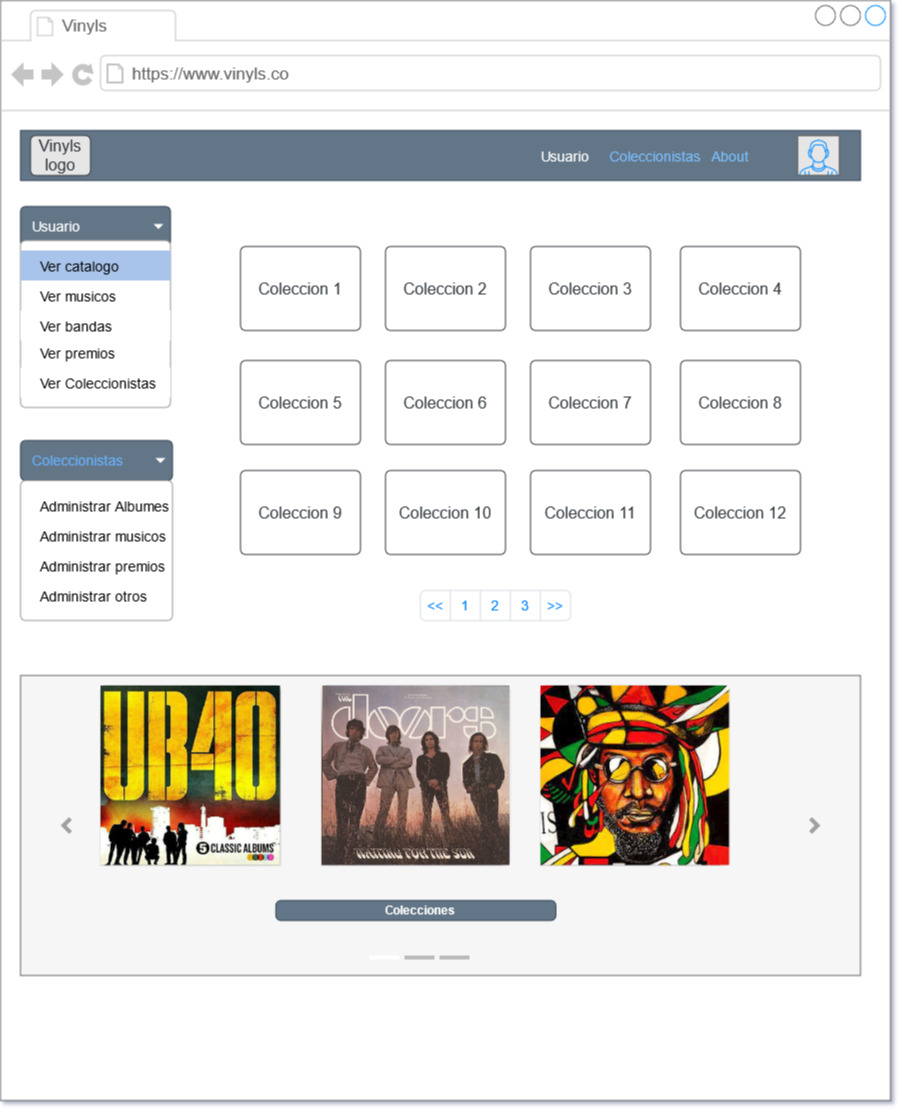 Vinyls
https://www.vinyls.co
Vinyls
logo
Usuario
Coleccionistas
About
Usuario
Ver catalogo
Ver musicos
Ver bandas
Ver premios
Ver Coleccionistas
Coleccionistas
Administrar Albumes
Administrar musicos
Administrar premios
Administrar otros
Coleccion 1
Coleccion 2
Coleccion 3
Coleccion 4
Coleccion 5
Coleccion 6
Coleccion 7
Coleccion 8
Coleccion 9
Coleccion 10
Coleccion 11
Coleccion 12
<< 1 2 3 >>
UB40
5 CLASSIC ALBUMS
the
doors
WAITING FOR THE SUN
IS
Colecciones